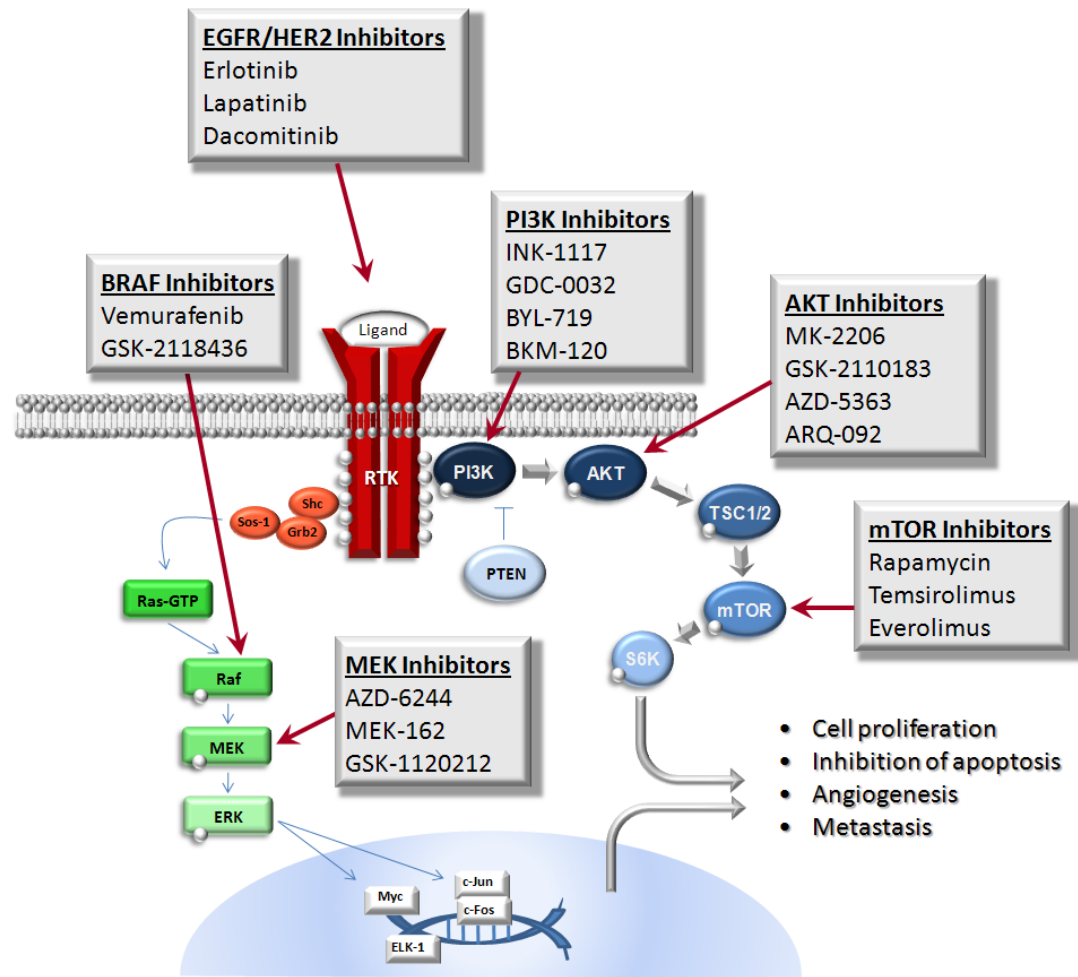 EGFR/HER2 Inhibitors
Erlotinib
Lapatinib
Dacomitinib
PI3K Inhibitors
INK-1117
GDC-0032
BYL-719
BKM-120
BRAF Inhibitors
Vemurafenib
GSK-2118436
AKT Inhibitors
MK-2206
GSK-2110183
AZD-5363
ARQ-092
Ligand
RTK
PI3K
AKT
TSC1/2
Shc
Sos-1
Grb2
PTEN
mTOR Inhibitors
Rapamycin
Temsirolimus
Everolimus
Ras-GTP
mTOR
S6K
Raf
MEK Inhibitors
AZD-6244
MEK-162
GSK-1120212
MEK
ERK
• Cell proliferation
• Inhibition of apoptosis
• Angiogenesis
• Metastasis
c-Jun
Myc
c-Fos
ELK-1